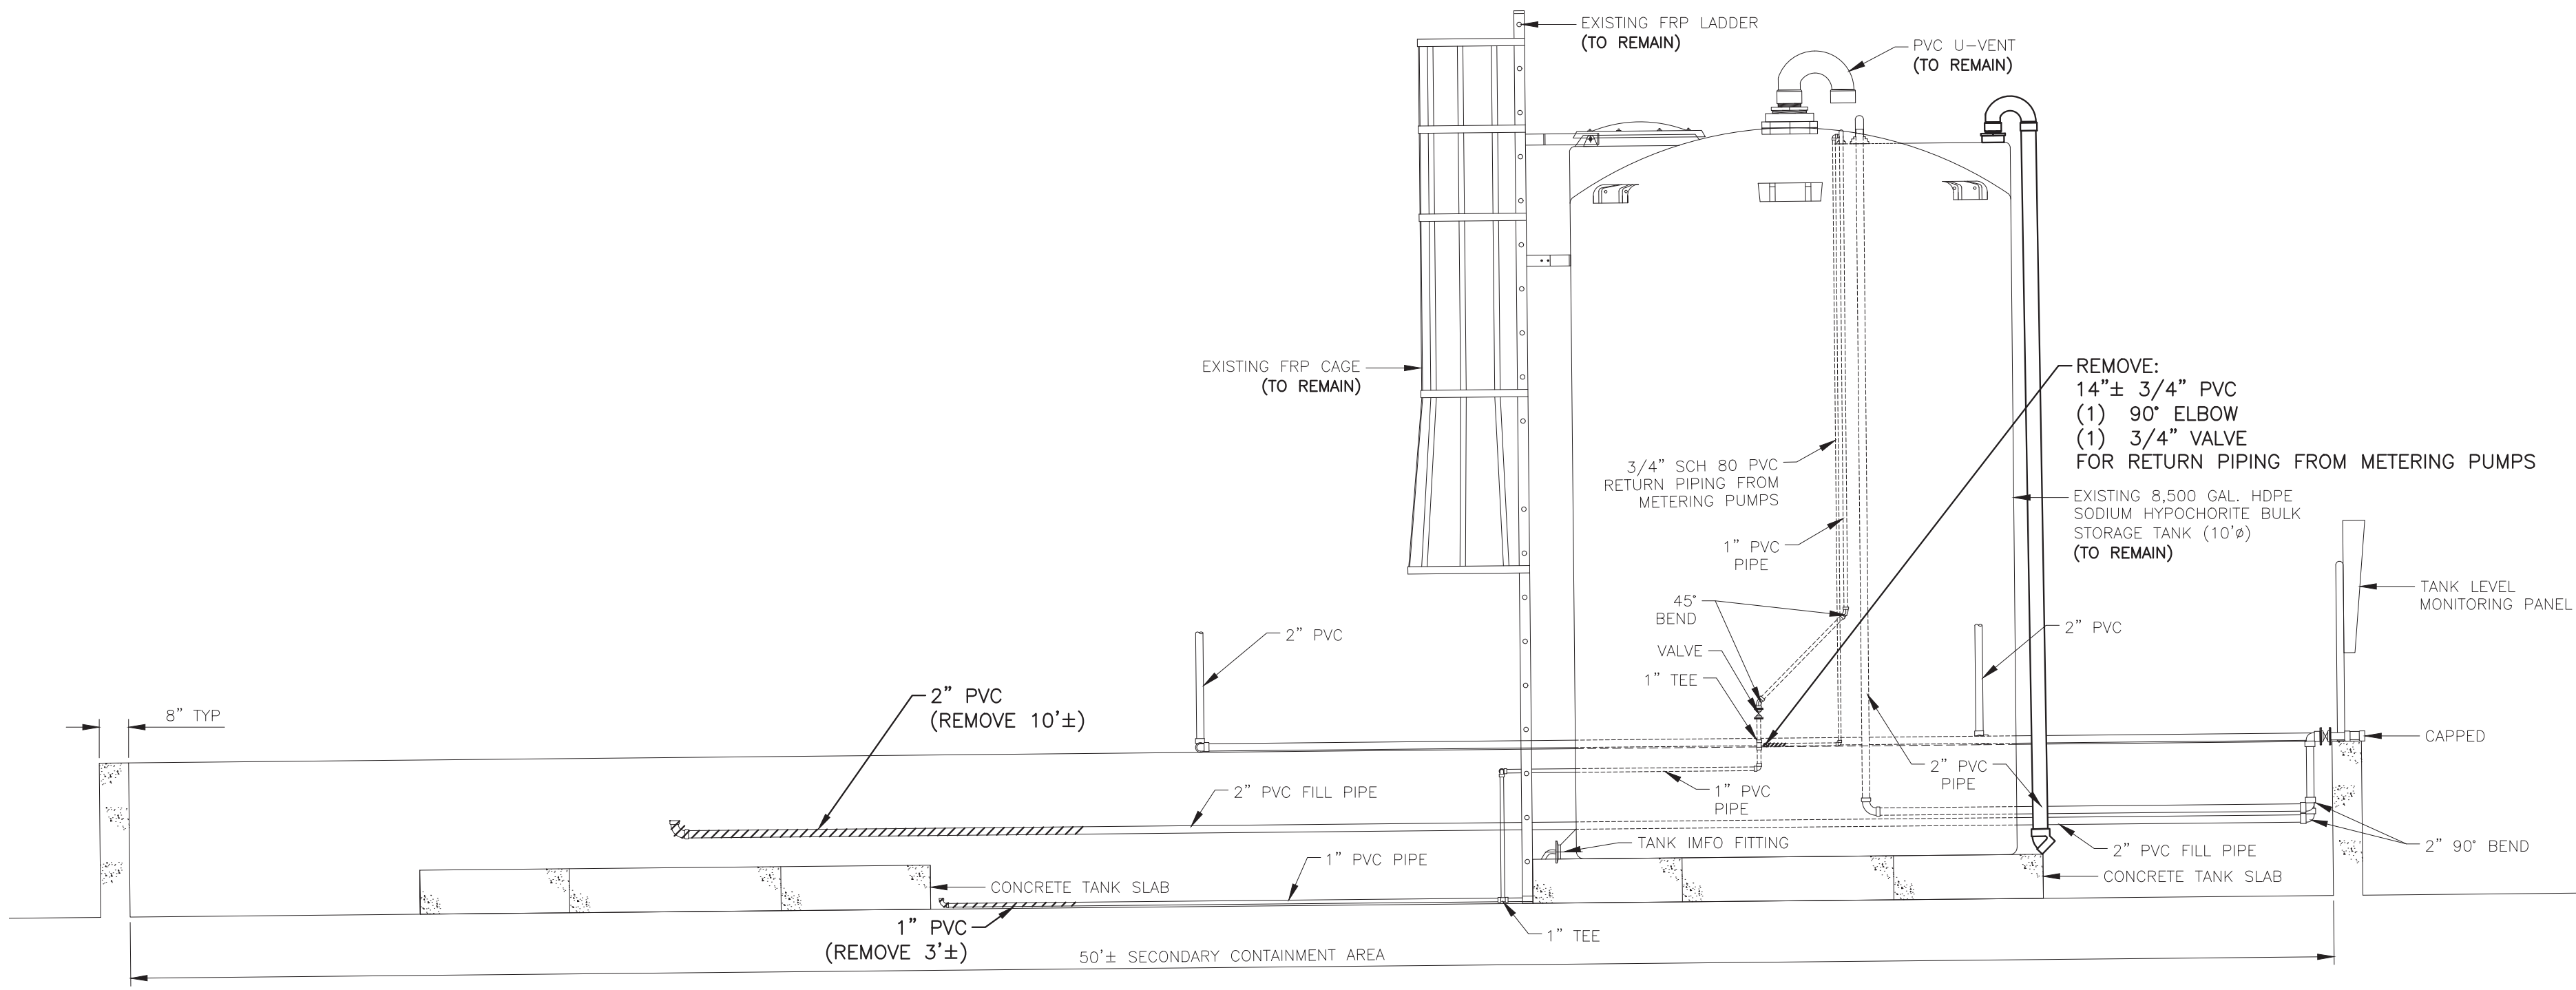 EXISTING FRP LADDER
(TO REMAIN)
PVC U-VENT
(TO REMAIN)
EXISTING FRP CAGE
(TO REMAIN)
REMOVE:
14"± 3/4" PVC
(1) 90° ELBOW
(1) 3/4" VALVE
FOR RETURN PIPING FROM METERING PUMPS
3/4" SCH 80 PVC
RETURN PIPING FROM
METERING PUMPS
EXISTING 8,500 GAL. HDPE
SODIUM HYPOCHORITE BULK
STORAGE TANK (10'ø)
(TO REMAIN)
1" PVC
PIPE
TANK LEVEL
MONITORING PANEL
45°
BEND
2" PVC
2" PVC
VALVE
1" TEE
2" PVC
(REMOVE 10'±)
8" TYP
CAPPED
2" PVC
PIPE
1" PVC
PIPE
2" PVC FILL PIPE
TANK IMFO FITTING
2" PVC FILL PIPE
2" 90° BEND
1" PVC PIPE
CONCRETE TANK SLAB
CONCRETE TANK SLAB
1" PVC
(REMOVE 3'±)
1" TEE
50'± SECONDARY CONTAINMENT AREA